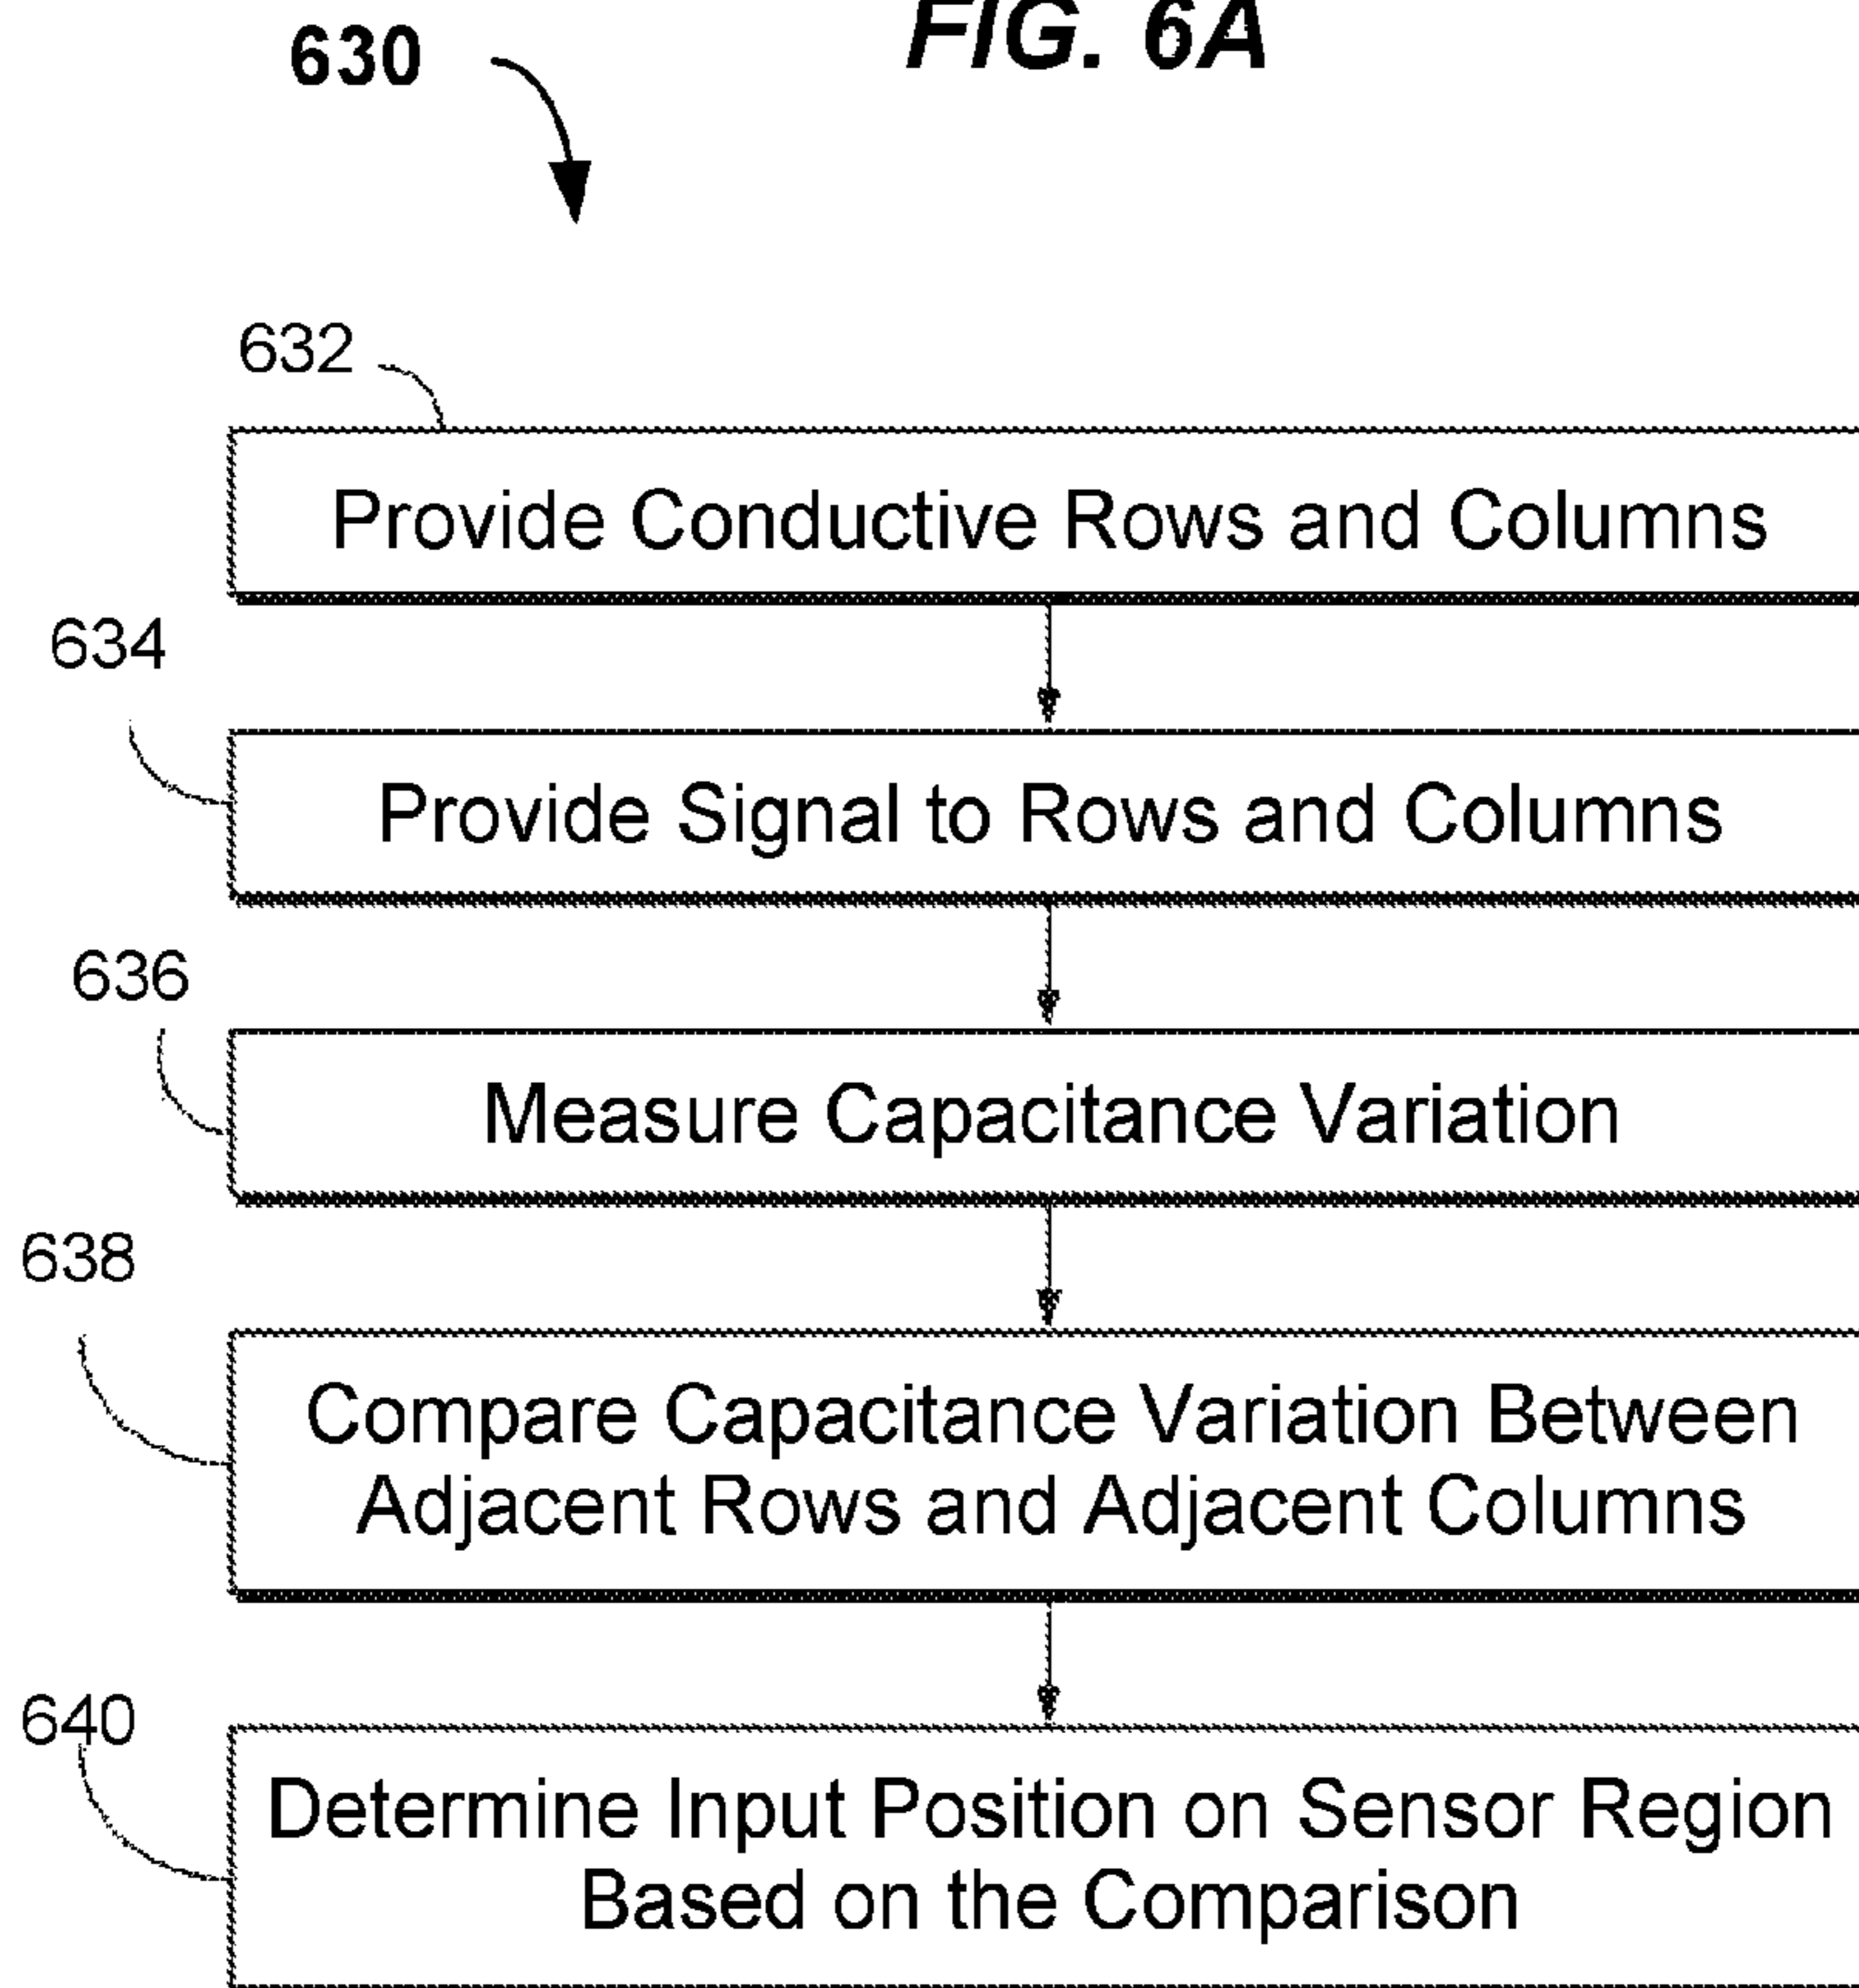 FIG. 6A
630
632
Provide Conductive Rows and Columns
634
Provide Signal to Rows and Columns
636
Measure Capacitance Variation
638
Compare Capacitance Variation Between
Adjacent Rows and Adjacent Columns
640
Determine Input Position on Sensor Region
Based on the Comparison